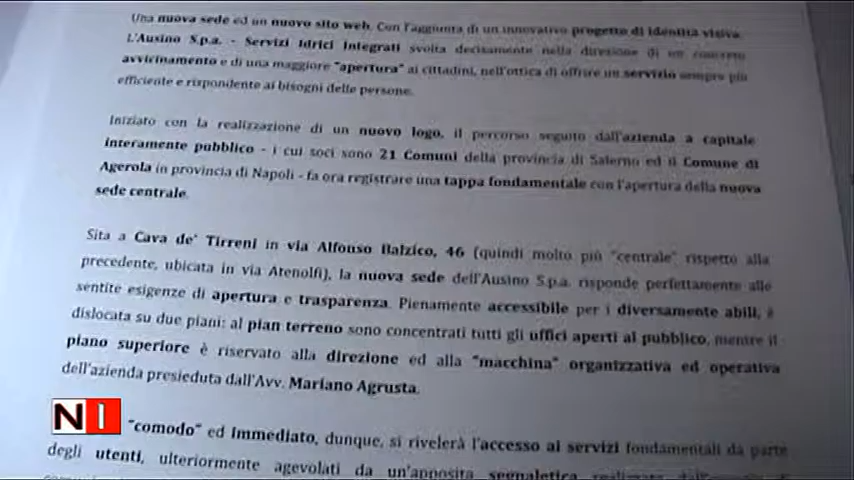 Una nuova sede ed un nuovo sito web. Con l'aggiunta di un innovativo progetto di identità visiva.
L'Ausino S.p.a. - Servizi Idrici Integrati svolta decisamente nella direzione di un concreto
avvicinamento e di una maggiore "apertura" ai cittadini, nell'ottica di offrire un servizio sempre più
efficiente e rispondente ai bisogni delle persone.
Iniziato con la realizzazione di un nuovo logo, il percorso seguito dall'azienda a capitale
interamente pubblico - i cui soci sono 21 Comuni della provincia di Salerno ed il Comune di
Agerola in provincia di Napoli - fa ora registrare una tappa fondamentale con l'apertura della nuova
sede centrale.
Sita a Cava de' Tirreni in via Alfonso Balzico, 46 (quindi molto più "centrale" rispetto alla
precedente, ubicata in via Atenolfi), la nuova sede dell'Ausino S.p.a. risponde perfettamente alle
sentite esigenze di apertura e trasparenza. Pienamente accessibile per i diversamente abili, è
dislocata su due piani: al pian terreno sono concentrati tutti gli uffici aperti al pubblico, mentre il
piano superiore è riservato alla direzione ed alla "macchina" organizzativa ed operativa
dell'azienda presieduta dall'Avv. Mariano Agrusta.
"comodo" ed immediato, dunque, si rivelerà l'accesso ai servizi fondamentali da parte
degli utenti, ulteriormente agevolati da un'apposita segnaletica realizzata
NI